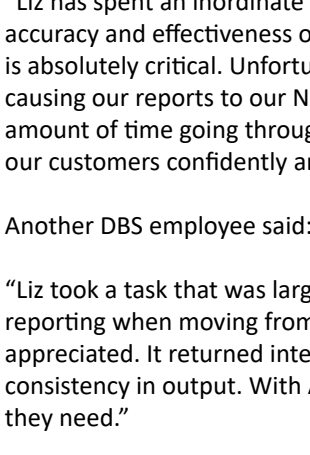 "Liz has spent an inordinate
accuracy and effectiveness o
is absolutely critical. Unfortu
causing our reports to our N
amount of time going throug
our customers confidently a
Another DBS employee said:
"Liz took a task that was larg
reporting when moving from
appreciated. It returned inte
consistency in output. With
they need."